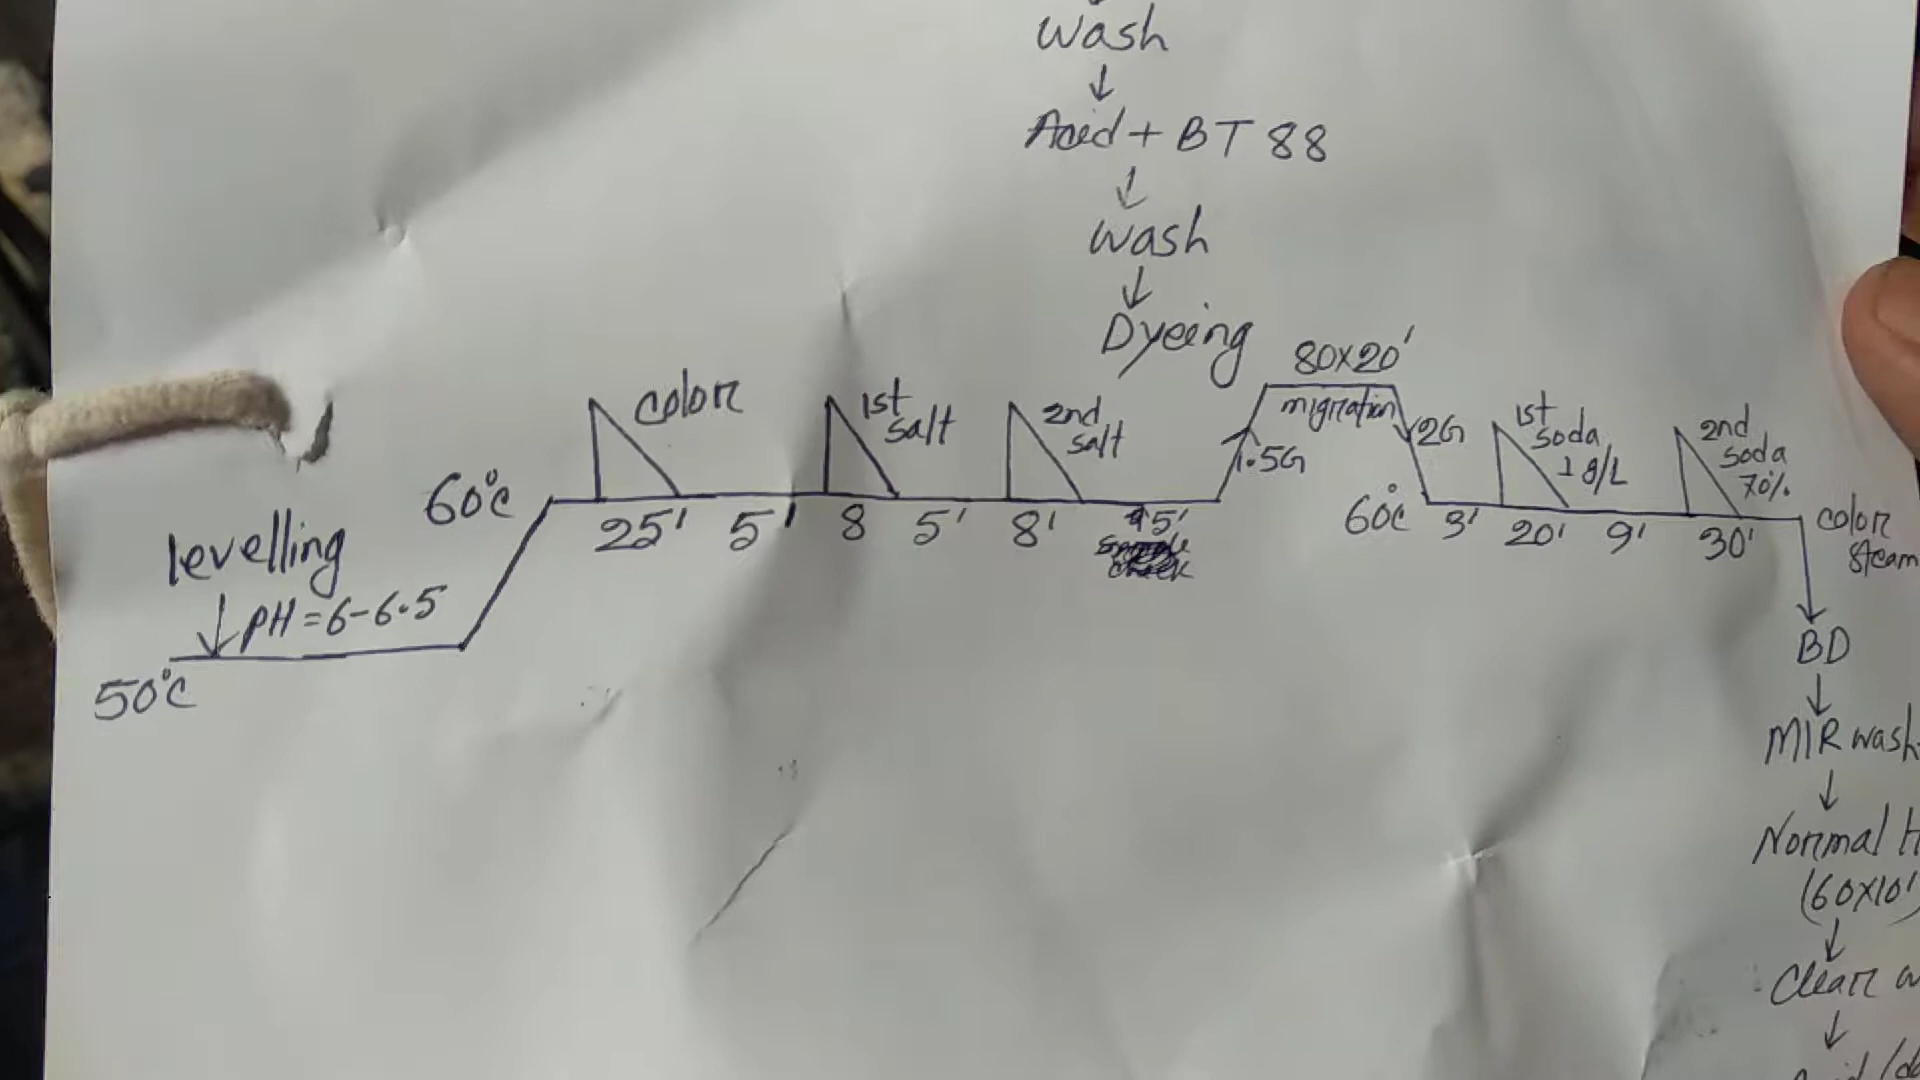 Wash
↓
Acid + BT 88
↓
Wash
↓
Dyeing
80x20'
migration
color
1st
salt
2nd
salt
1.5G
2G
1st
soda
1 g/L
2nd
soda
70%
60°c
25' 5' 8 5' 8' 5'
60c 3' 20' 9' 30'
color
steam
levelling
↓ PH = 6-6.5
50°c
BD
↓
MIR wash
↓
Normal H
(60x10')
↓
Clear w
↓